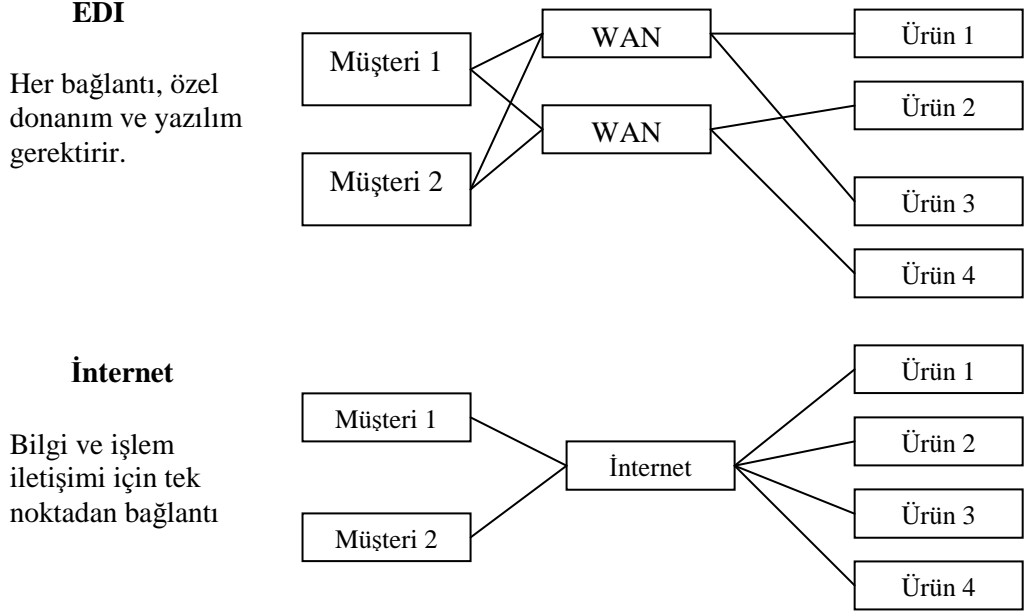 EDI
Her bağlantı, özel
donanım ve yazılım
gerektirir.
Müşteri 1
Müşteri 2
WAN
WAN
Ürün 1
Ürün 2
Ürün 3
Ürün 4
İnternet
Bilgi ve işlem
iletişimi için tek
noktadan bağlantı
Müşteri 1
Müşteri 2
İnternet
Ürün 1
Ürün 2
Ürün 3
Ürün 4